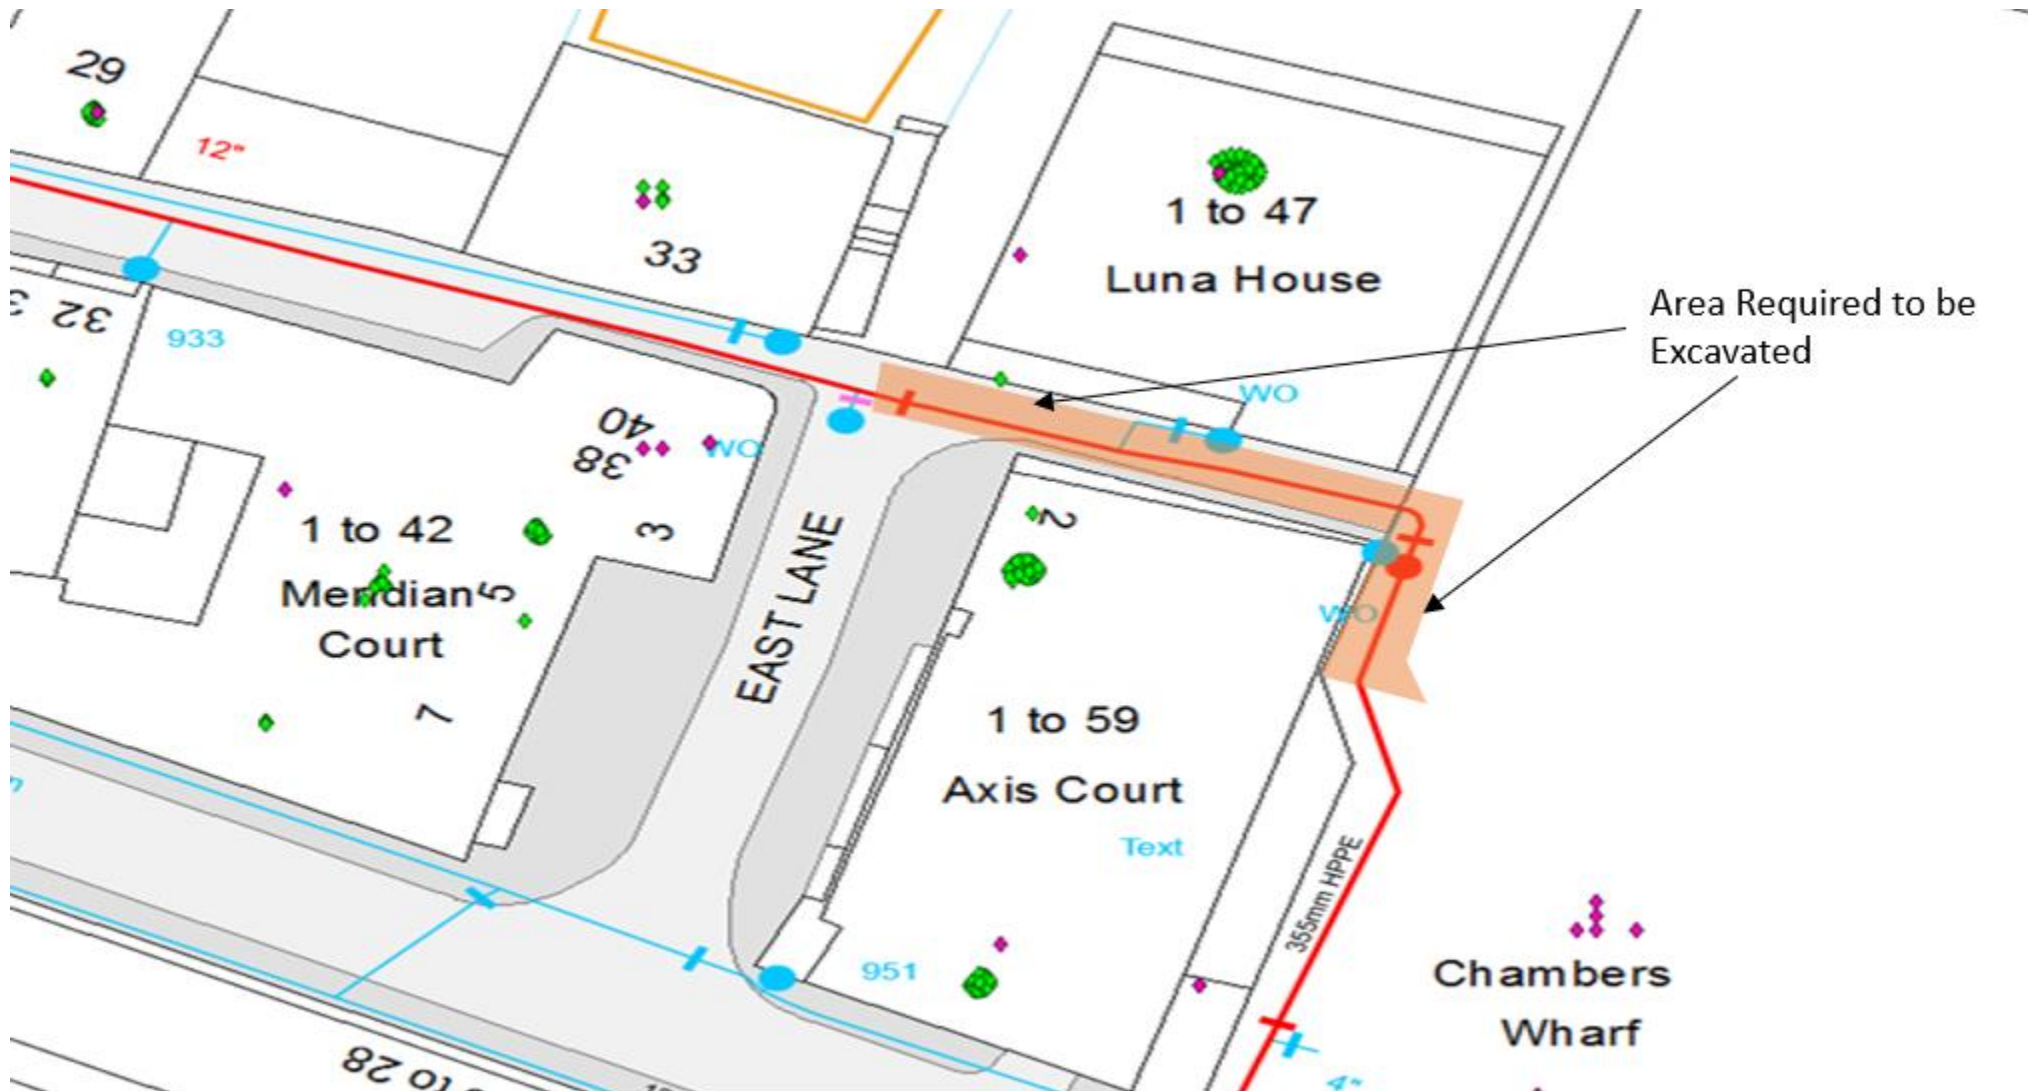 29
12"
33
1 to 47
Luna House
Area Required to be
Excavated
32
933
WO
40
38
WO
3
2
1 to 42
Meridian
Court
5
7
EAST LANE
WO
1 to 59
Axis Court
Text
355mm HPPE
951
Chambers
Wharf
4"
to 28